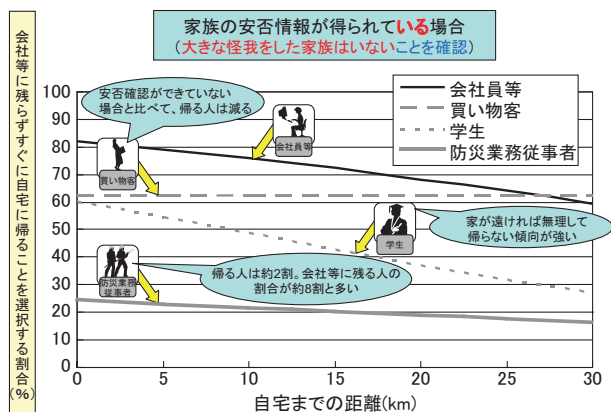 家族の安否情報が得られている場合
(大きな怪我をした家族はいないことを確認)
会社等に残らずすぐに自宅に帰ることを選択する割合(%)
100
90
80
70
60
50
40
30
20
10
0
安否確認ができていない
場合と比べて、帰る人は減る
会社員等
買い物客
学生
防災業務従事者
会社員等
買い物客
学生
家が遠ければ無理して
帰らない傾向が強い
防災業務
従事者
帰る人は約2割。会社等に残る人の
割合が約8割と多い
0
5
10
15
20
25
30
自宅までの距離(km)